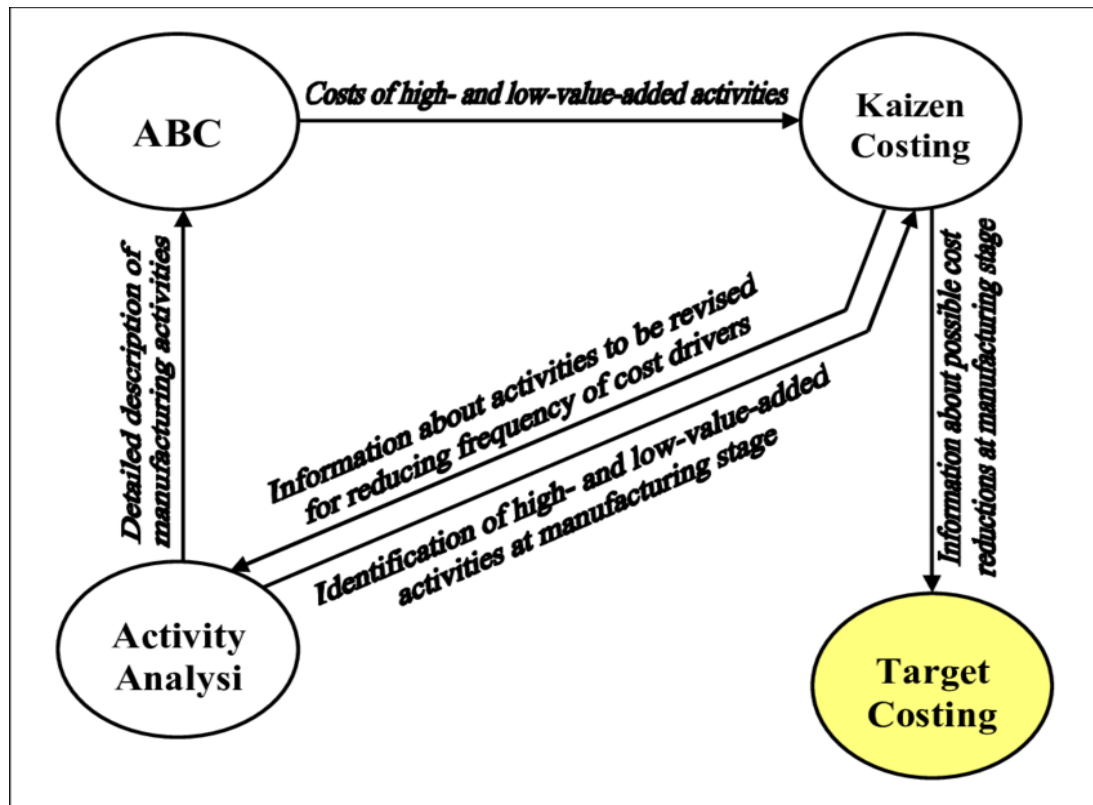 Costs of high- and low-value-added activities
ABC
Kaizen
Costing
Detailed description of
manufacturing activities
Information about activities to be revised
for reducing frequency of cost drivers
Identification of high- and low-value-added
activities at manufacturing stage
Information about possible cost
reductions at manufacturing stage
Activity
Analysi
Target
Costing